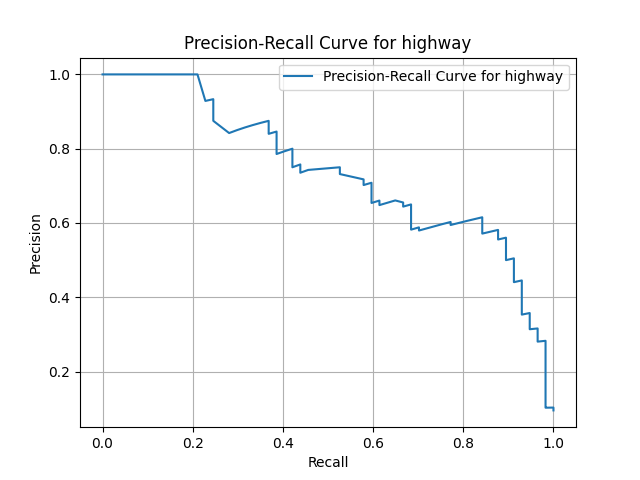 Precision-Recall Curve for highway
Precision-Recall Curve for highway
1.0
0.8
0.6
0.4
0.2
Precision
0.0 0.2 0.4 0.6 0.8 1.0
Recall